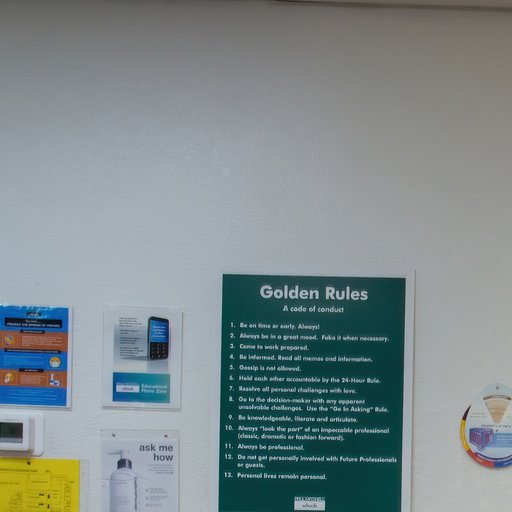 Golden Rules
A code of conduct
1. Be on time or early. Always!
2. Always be in a great mood. Fake it when necessary.
3. Come to work prepared.
4. Be informed. Read all memos and information.
5. Gossip is not allowed.
6. Hold each other accountable by the 24-Hour Rule.
7. Resolve all personal challenges with love.
8. Go to the decision-maker with any apparent
unsolvable challenges. Use the "Go In Asking" Rule.
9. Be knowledgeable, literate and articulate.
10. Always "look the part" of an impeccable professional
(classic, dramatic or fashion forward).
11. Always be professional.
12. Do not get personally involved with Future Professionals
or guests.
13. Personal lives remain personal.
schools
Educational
Phone Zone
schools
ask me
how